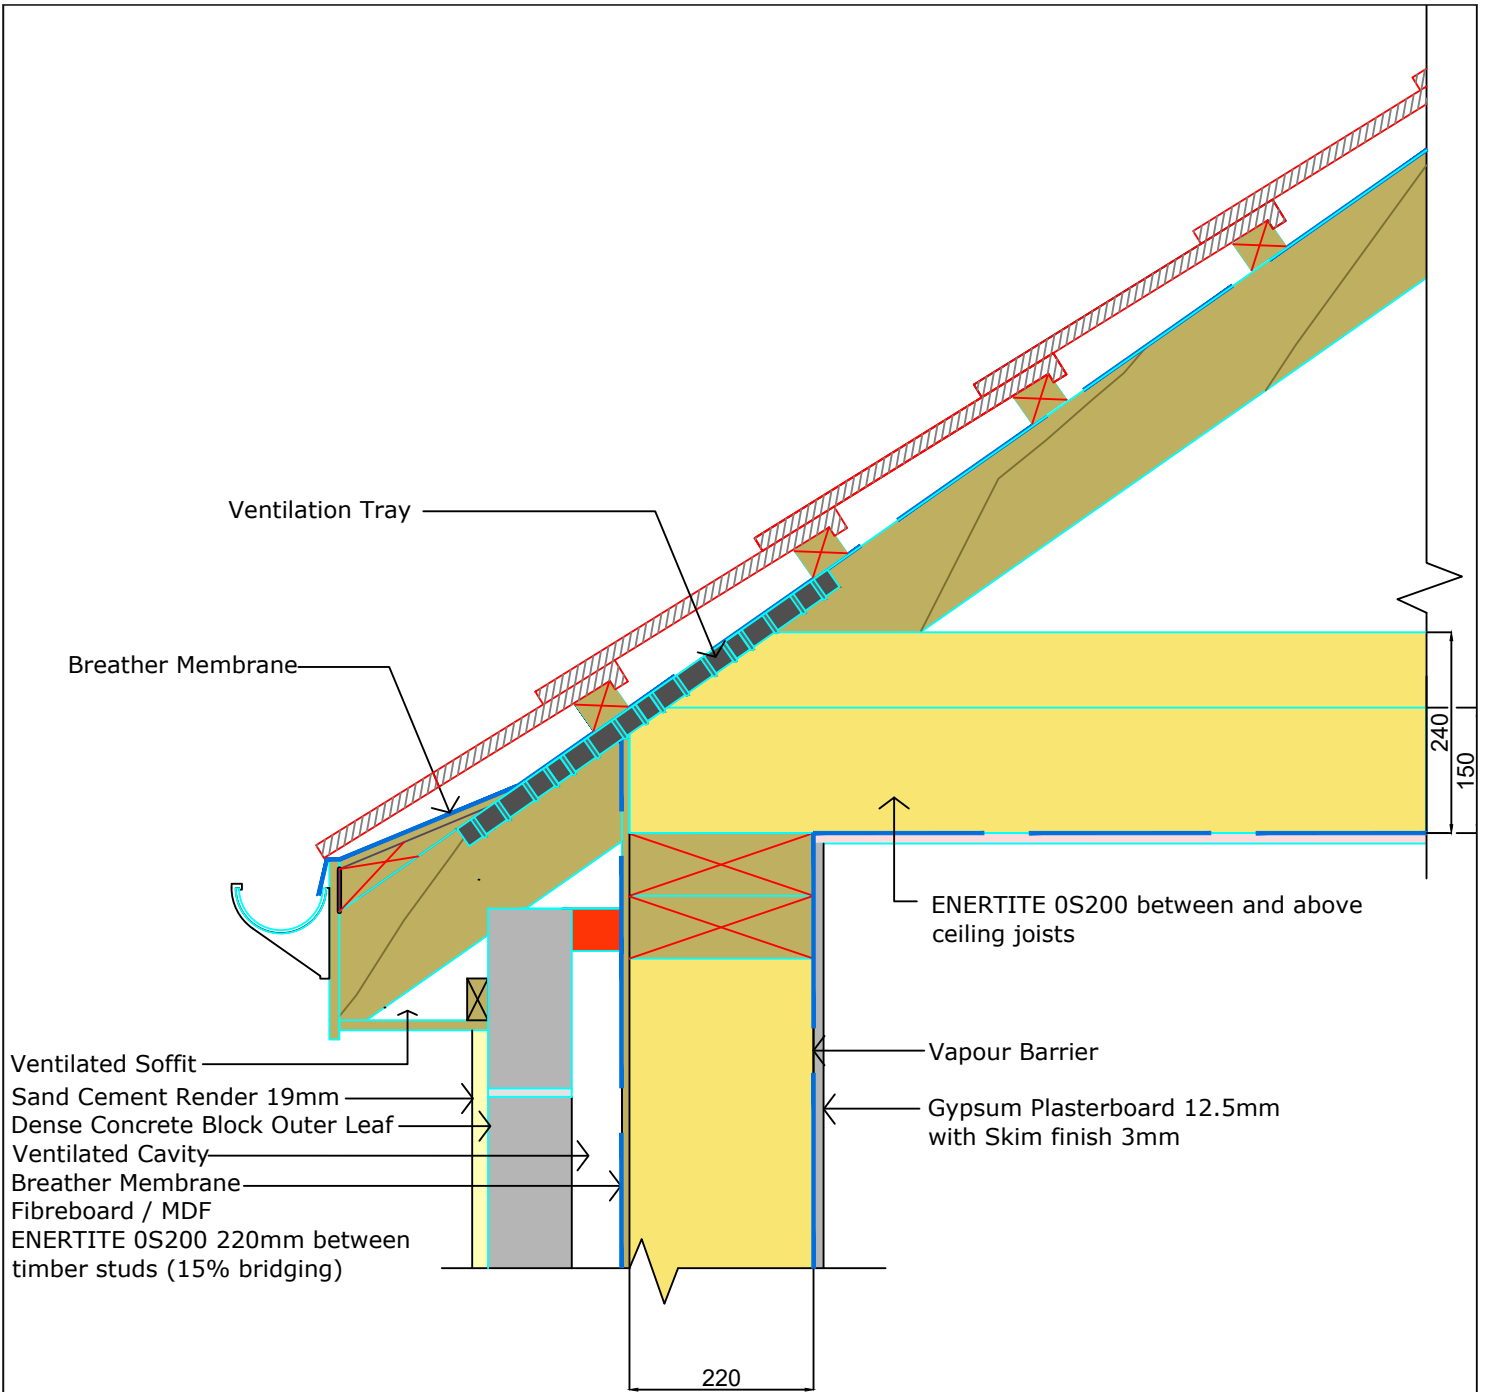 Ventilation Tray
Breather Membrane
240
150
ENERTITE 0S200 between and above
ceiling joists
Ventilated Soffit
Sand Cement Render 19mm
Dense Concrete Block Outer Leaf
Ventilated Cavity
Breather Membrane
Fibreboard / MDF
ENERTITE 0S200 220mm between
timber studs (15% bridging)
Vapour Barrier
Gypsum Plasterboard 12.5mm
with Skim finish 3mm
220